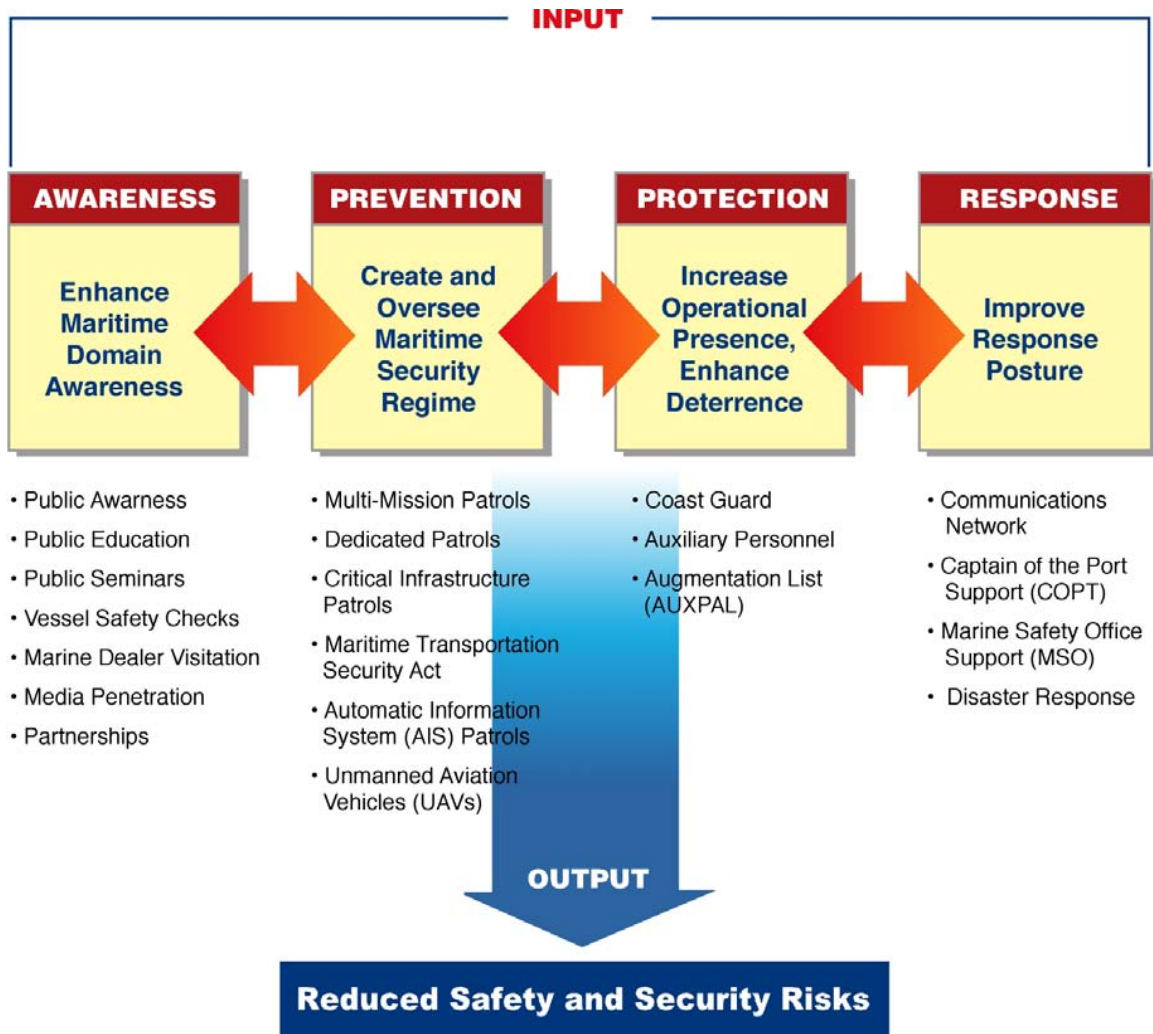 INPUT
AWARENESS
Enhance
Maritime
Domain
Awareness
PREVENTION
Create and
Oversee
Maritime
Security
Regime
PROTECTION
Increase
Operational
Presence,
Enhance
Deterrence
RESPONSE
Improve
Response
Posture
• Public Awarness
• Public Education
• Public Seminars
• Vessel Safety Checks
• Marine Dealer Visitation
• Media Penetration
• Partnerships
• Multi-Mission Patrols
• Dedicated Patrols
• Critical Infrastructure
Patrols
• Maritime Transportation
Security Act
• Automatic Information
System (AIS) Patrols
• Unmanned Aviation
Vehicles (UAVs)
• Coast Guard
• Auxiliary Personnel
• Augmentation List
(AUXPAL)
• Communications
Network
• Captain of the Port
Support (COPT)
• Marine Safety Office
Support (MSO)
• Disaster Response
OUTPUT
Reduced Safety and Security Risks